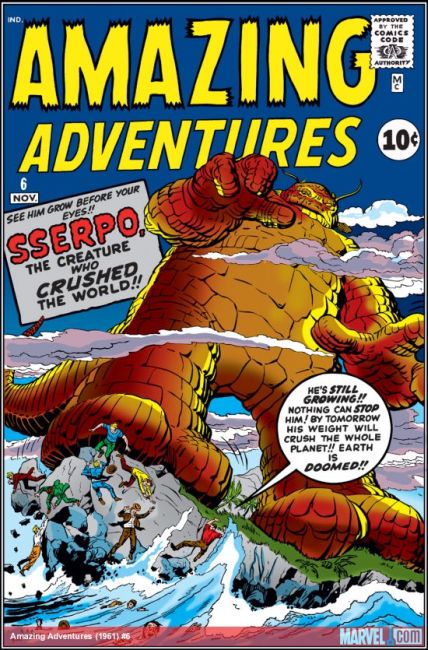 IND.
APPROVED
BY THE
COMICS
CODE
AUTHORITY
M
C
AMAZING
ADVENTURES
10¢
6
NOV.
SEE HIM GROW BEFORE YOUR
EYES!!
SSERPO,
THE CREATURE
WHO
CRUSHED
THE WORLD!!
HE'S STILL
GROWING!!
NOTHING CAN STOP
HIM! BY TOMORROW
HIS WEIGHT WILL
CRUSH THE WHOLE
PLANET!! EARTH
IS
DOOMED!!
Amazing Adventures (1961) #6
MARVEL.com